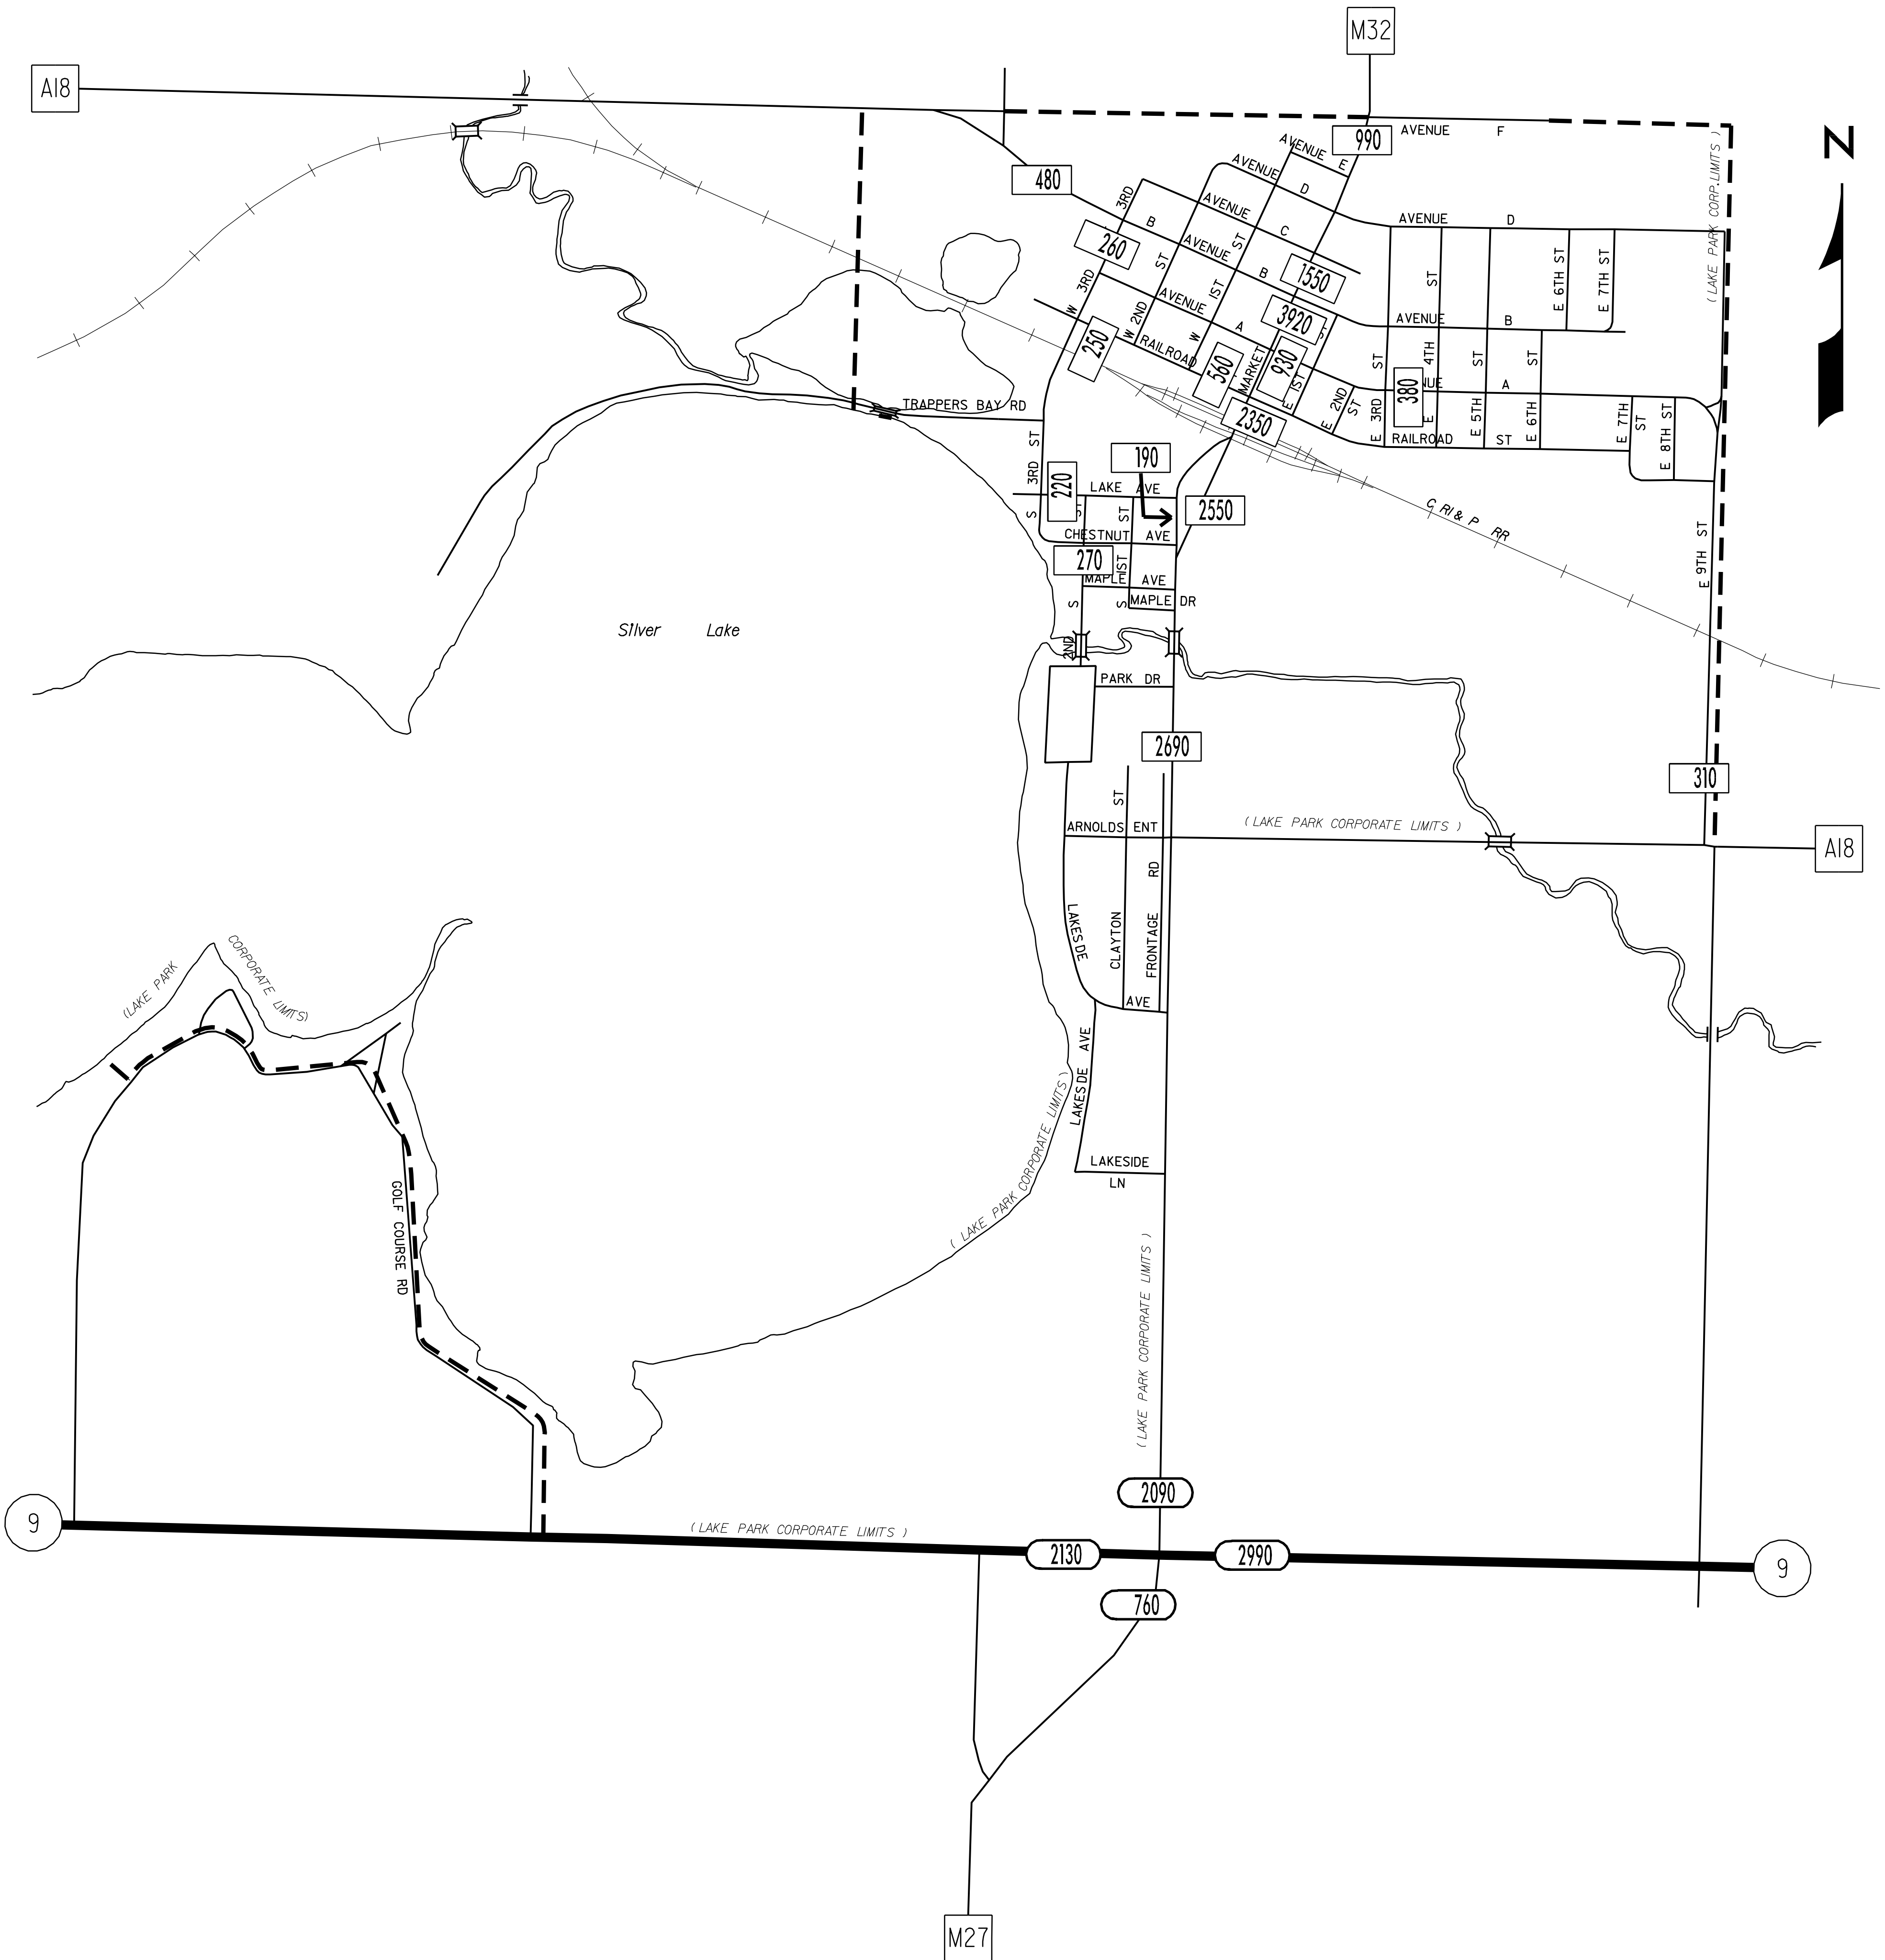 M32
A18
AVENUE F
990
AVENUE E
N
( LAKE PARK CORP. LIMITS )
480
AVENUE D
3RD
AVENUE D
B
AVENUE C
260
AVENUE B
1550
ST
ST
ST
E 6TH ST
E 7TH ST
W 3RD
W 2ND
AVENUE A
W 1ST
3920
AVENUE B
250
RAILROAD
560
MARKET
930
E 1ST
E 2ND ST
E 3RD ST
380
E 4TH
A
E 5TH ST
E 6TH ST
E 7TH ST
E 8TH ST
TRAPPERS BAY RD
2350
RAILROAD ST
S 3RD ST
190
220
LAKE AVE
2550
C RI & P RR
ST
ST
CHESTNUT AVE
E 9TH ST
270
1ST
MAPLE AVE
S
S
MAPLE DR
Silver Lake
2ND
PARK DR
2690
310
ST
ARNOLDS ENT
( LAKE PARK CORPORATE LIMITS )
A18
RD
LAKESIDE
CLAYTON
FRONTAGE
AVE
(LAKE PARK
CORPORATE LIMITS)
LAKESIDE AVE
( LAKE PARK CORPORATE LIMITS )
LAKESIDE
LN
GOLF COURSE RD
( LAKE PARK CORPORATE LIMITS )
2090
9
( LAKE PARK CORPORATE LIMITS )
2130
2990
9
760
M27